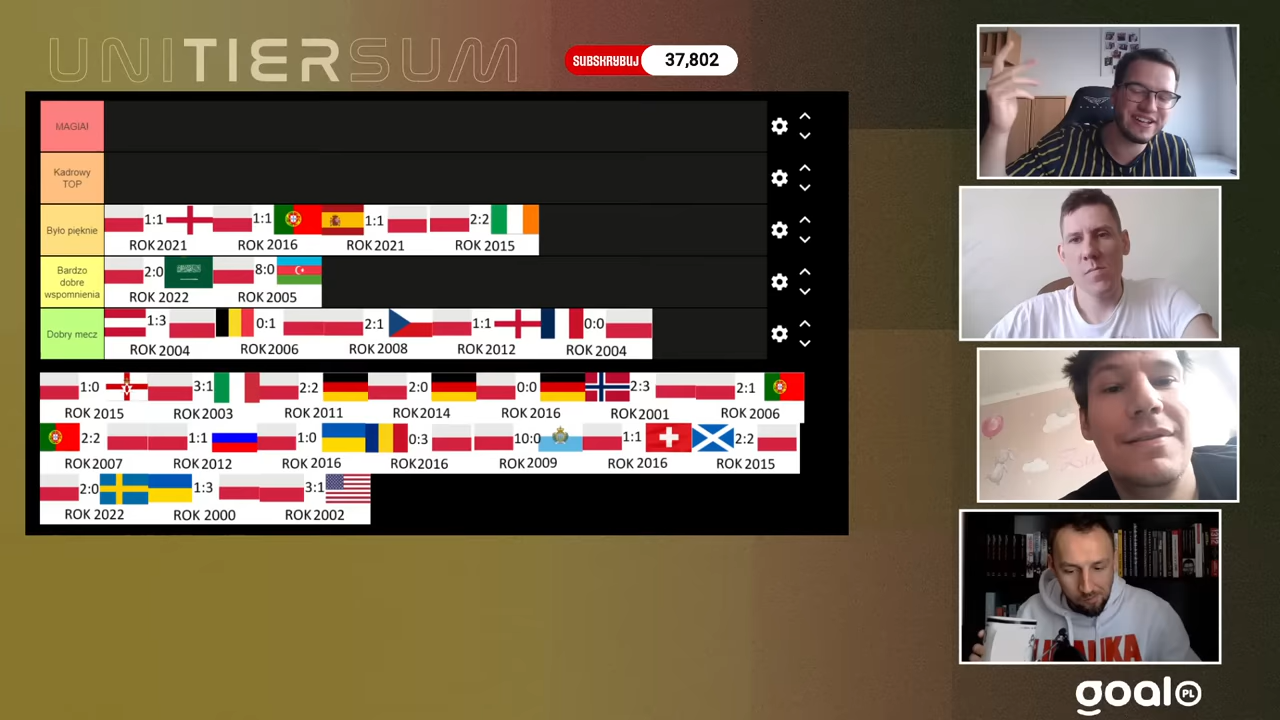 UNITIERSUM
SUBSKRYBUJ 37,802
MAGIA!
Kadrowy
TOP
Było pięknie
1:1 1:1 1:1 2:2
ROK 2021 ROK 2016 ROK 2021 ROK 2015
Bardzo
dobre
wspomnienia
2:0 8:0
ROK 2022 ROK 2005
Dobry mecz
1:3 0:1 2:1 1:1 0:0
ROK 2004 ROK 2006 ROK 2008 ROK 2012 ROK 2004
1:0 3:1 2:2 2:0 0:0 2:3 2:1
ROK 2015 ROK 2003 ROK 2011 ROK 2014 ROK 2016 ROK 2001 ROK 2006
2:2 1:1 1:0 0:3 10:0 1:1 2:2
ROK 2007 ROK 2012 ROK 2016 ROK 2016 ROK 2009 ROK 2016 ROK 2015
2:0 1:3 3:1
ROK 2022 ROK 2000 ROK 2002
goal PL